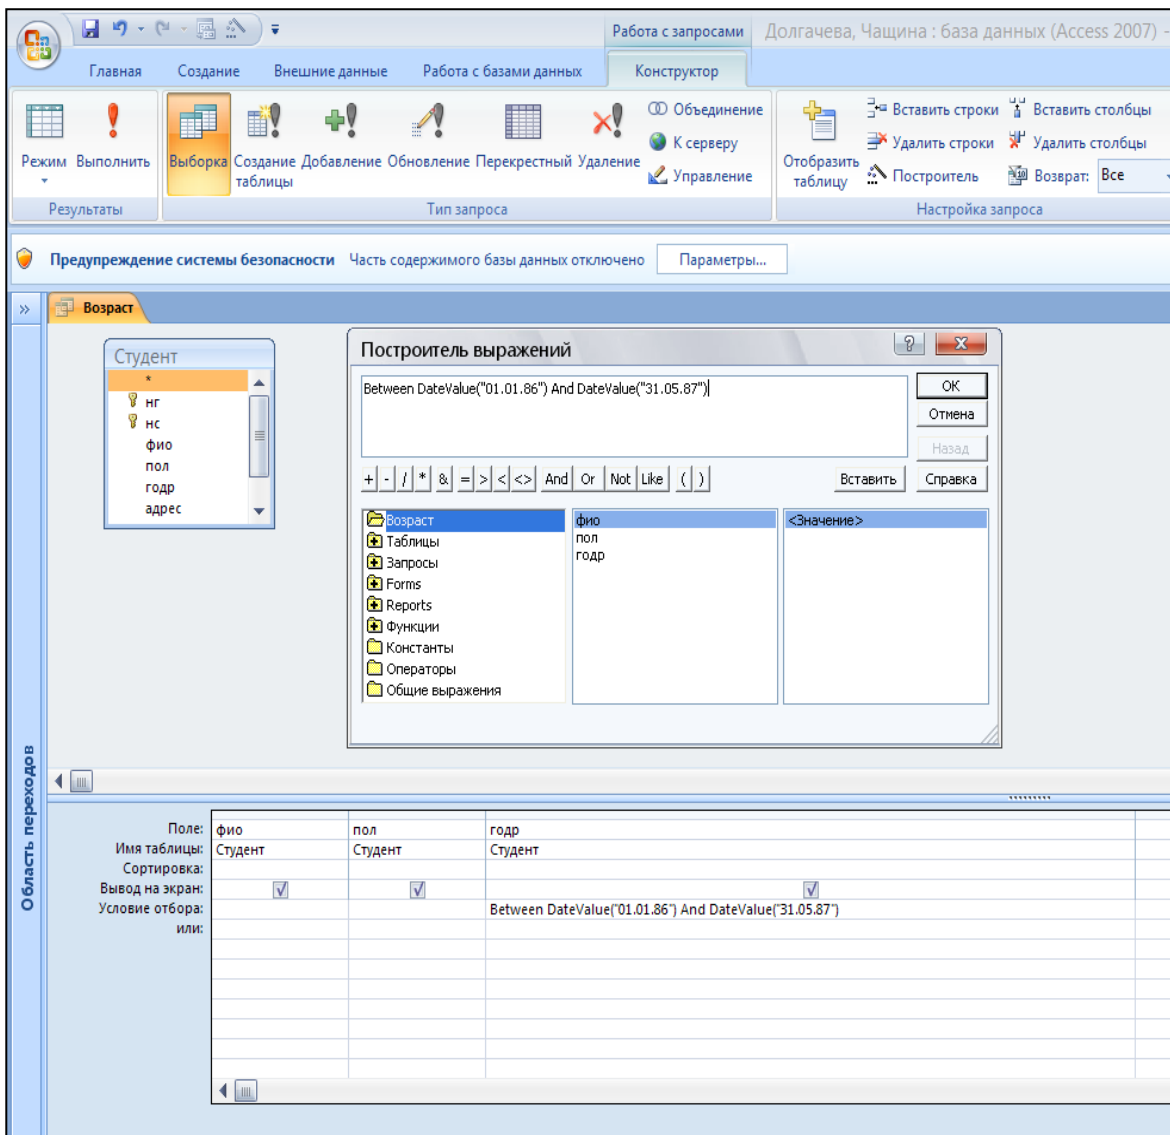 Работа с запросами
Долгачева, Чащина : база данных (Access 2007) -
Главная Создание Внешние данные Работа с базами данных Конструктор
Режим Выполнить
Выборка Создание таблицы Добавление Обновление Перекрестный Удаление
Объединение
К серверу
Управление
Отобразить таблицу
Вставить строки
Удалить строки
Построитель
Вставить столбцы
Удалить столбцы
Возврат: Все
Результаты Тип запроса Настройка запроса
Предупреждение системы безопасности Часть содержимого базы данных отключено Параметры...
» Возраст
Область переходов
Студент
*
нг
нс
фио
пол
годр
адрес
Построитель выражений
Between DateValue("01.01.86") And DateValue("31.05.87")
OK
Отмена
Назад
+ - / * & = > < <> And Or Not Like ( ) Вставить Справка
Возраст
Таблицы
Запросы
Forms
Reports
Функции
Константы
Операторы
Общие выражения
фио
пол
годр
<Значение>
Поле: фио пол годр
Имя таблицы: Студент Студент Студент
Сортировка:
Вывод на экран:
Условие отбора: Between DateValue("01.01.86") And DateValue("31.05.87")
или: